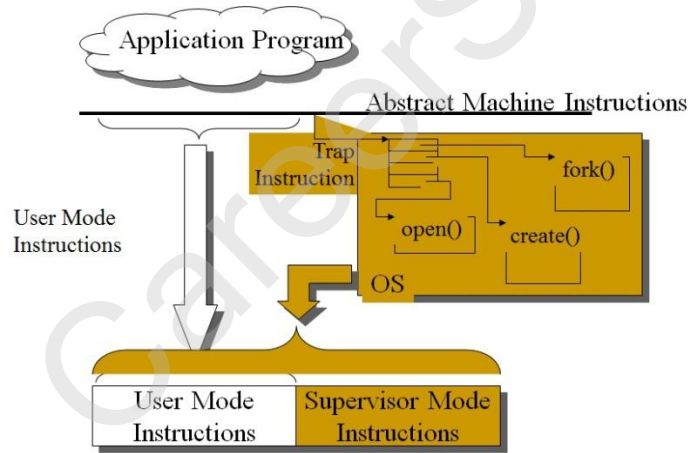 Application Program
Abstract Machine Instructions
Trap
Instruction
fork()
User Mode
Instructions
open()
create()
OS
User Mode
Instructions
Supervisor Mode
Instructions
CareerS